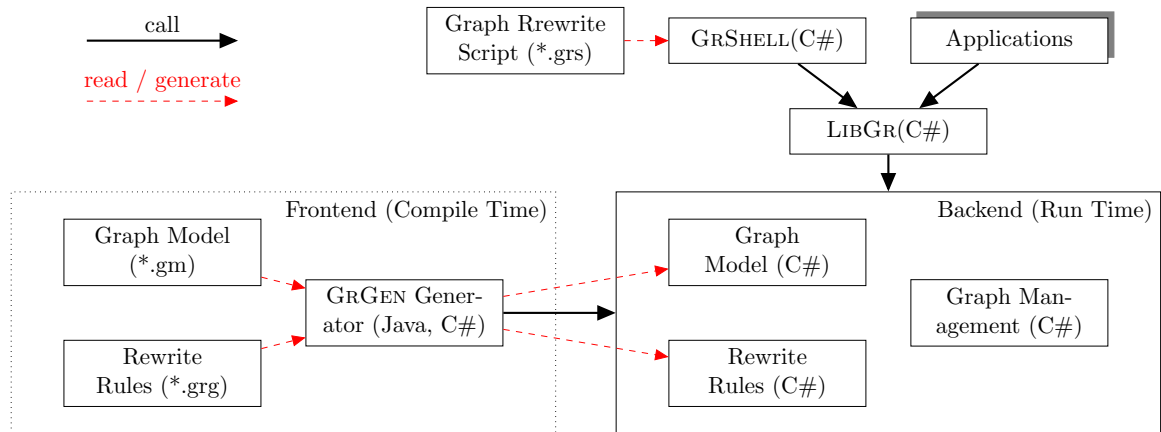 call
read / generate
Graph Rrewrite
Script (*.grs)
GRSHELL(C#)
Applications
LIBGR(C#)
Frontend (Compile Time)
Graph Model
(*.gm)
GRGEN Gener-
ator (Java, C#)
Rewrite
Rules (*.grg)
Backend (Run Time)
Graph
Model (C#)
Graph Man-
agement (C#)
Rewrite
Rules (C#)